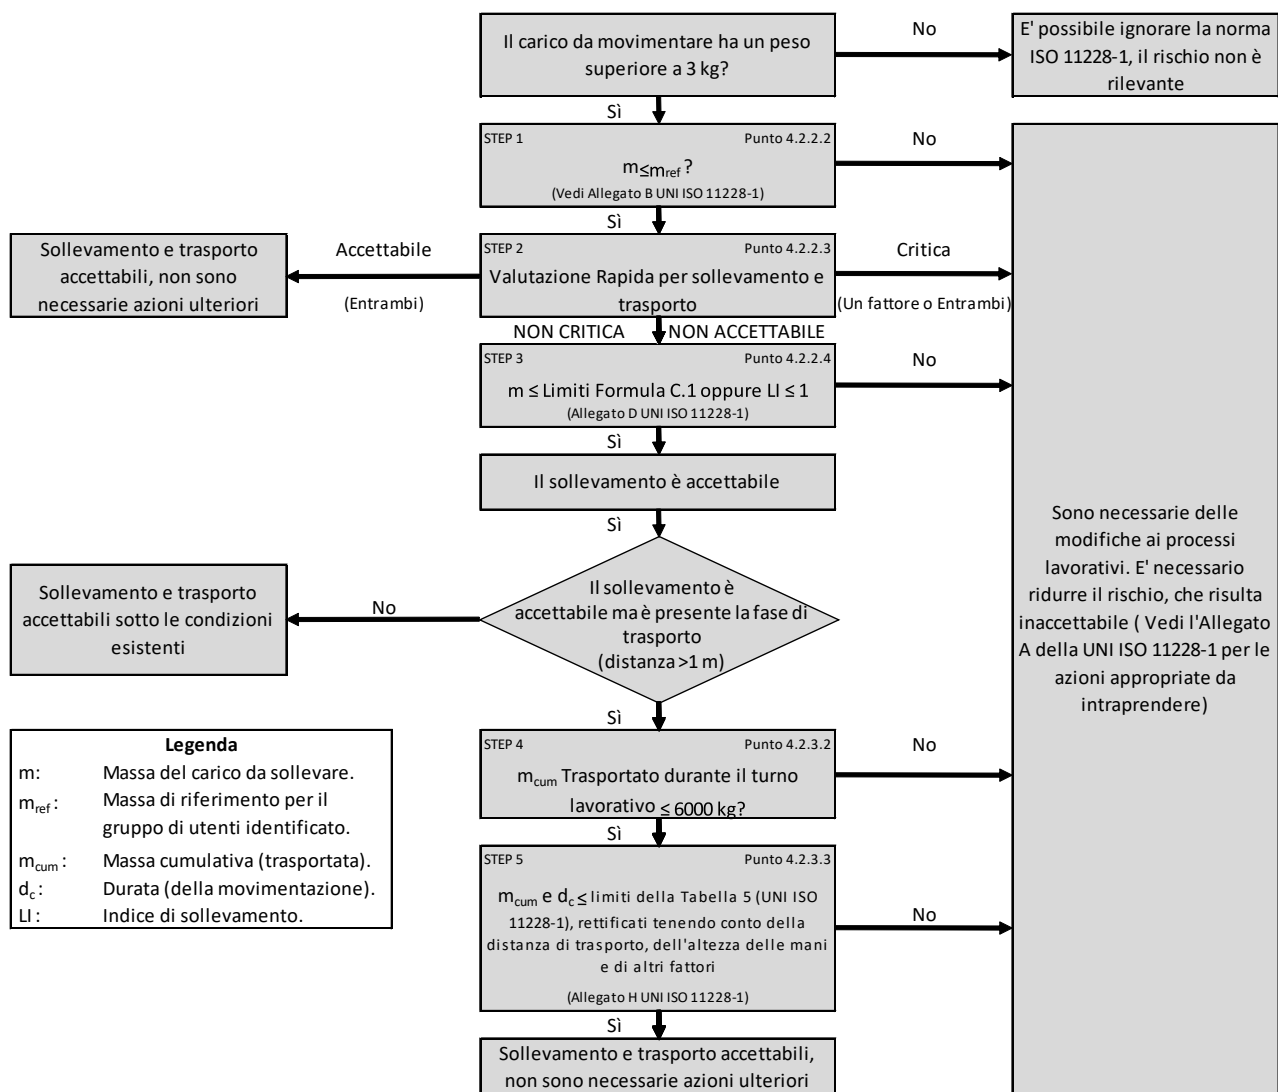 Il carico da movimentare ha un peso
superiore a 3 kg?
No
E' possibile ignorare la norma
ISO 11228-1, il rischio non è
rilevante
Sì
STEP 1
Punto 4.2.2.2
m≤mref ?
(Vedi Allegato B UNI ISO 11228-1)
No
Sì
STEP 2
Punto 4.2.2.3
Valutazione Rapida per sollevamento e
trasporto
Accettabile
(Entrambi)
Sollevamento e trasporto
accettabili, non sono
necessarie azioni ulteriori
Critica
(Un fattore o Entrambi)
NON CRITICA
NON ACCETTABILE
STEP 3
Punto 4.2.2.4
m ≤ Limiti Formula C.1 oppure LI ≤ 1
(Allegato D UNI ISO 11228-1)
No
Sì
Il sollevamento è accettabile
Sì
Il sollevamento è
accettabile ma è presente la fase di
trasporto
(distanza >1 m)
No
Sollevamento e trasporto
accettabili sotto le condizioni
esistenti
Sono necessarie delle
modifiche ai processi
lavorativi. E' necessario
ridurre il rischio, che risulta
inaccettabile ( Vedi l'Allegato
A della UNI ISO 11228-1 per le
azioni appropriate da
intraprendere)
Sì
STEP 4
Punto 4.2.3.2
mcum Trasportato durante il turno
lavorativo ≤ 6000 kg?
No
Sì
STEP 5
Punto 4.2.3.3
mcum e dc ≤ limiti della Tabella 5 (UNI ISO
11228-1), rettificati tenendo conto della
distanza di trasporto, dell'altezza delle mani
e di altri fattori
(Allegato H UNI ISO 11228-1)
No
Sì
Sollevamento e trasporto accettabili,
non sono necessarie azioni ulteriori
Legenda
m: Massa del carico da sollevare.
mref : Massa di riferimento per il
gruppo di utenti identificato.
mcum : Massa cumulativa (trasportata).
dc : Durata (della movimentazione).
LI : Indice di sollevamento.